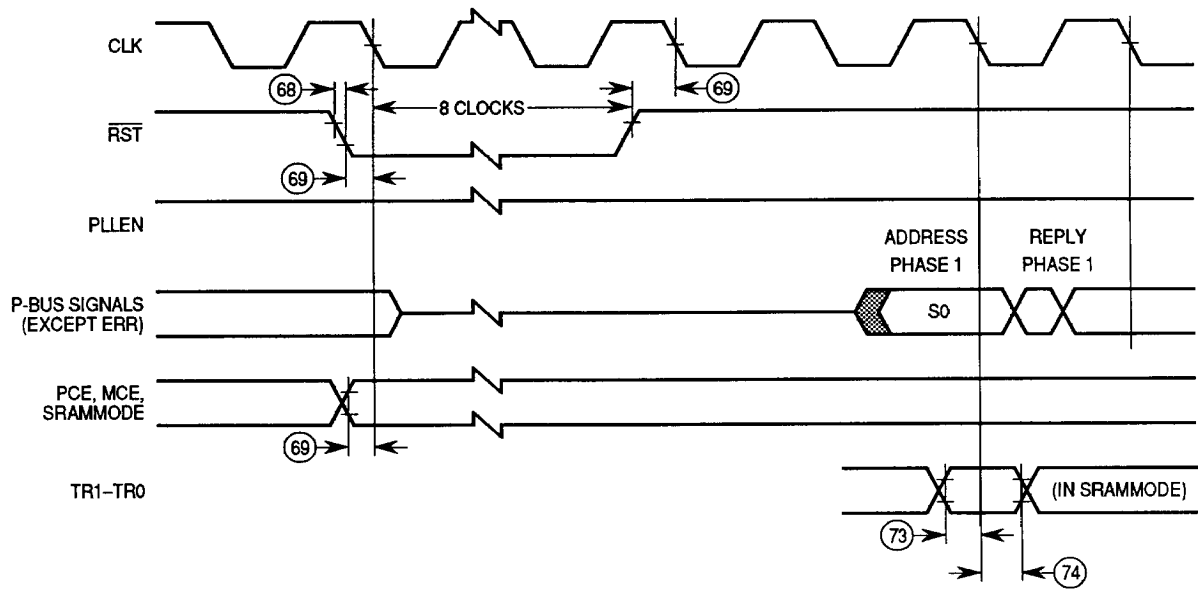 CLK
68
69
8 CLOCKS
RST
69
PLLEN
ADDRESS
PHASE 1
REPLY
PHASE 1
P-BUS SIGNALS
(EXCEPT ERR)
S0
PCE, MCE,
SRAMMODE
69
TR1–TR0
(IN SRAMMODE)
73
74